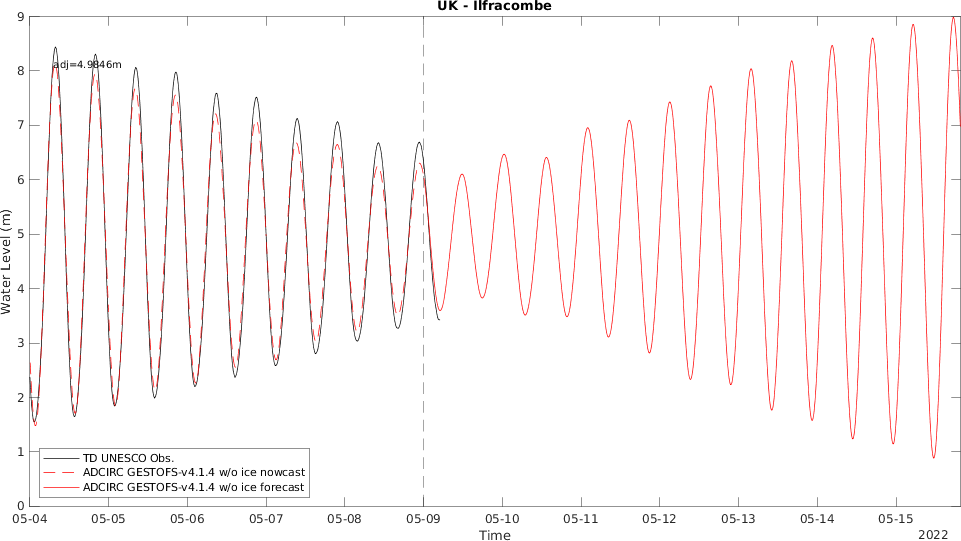 UK - Ilfracombe
9
8
7
6
5
4
3
2
1
0
Water Level (m)
adj=4.9846m
TD UNESCO Obs.
ADCIRC GESTOFS-v4.1.4 w/o ice nowcast
ADCIRC GESTOFS-v4.1.4 w/o ice forecast
05-04 05-05 05-06 05-07 05-08 05-09 05-10 05-11 05-12 05-13 05-14 05-15
Time
2022